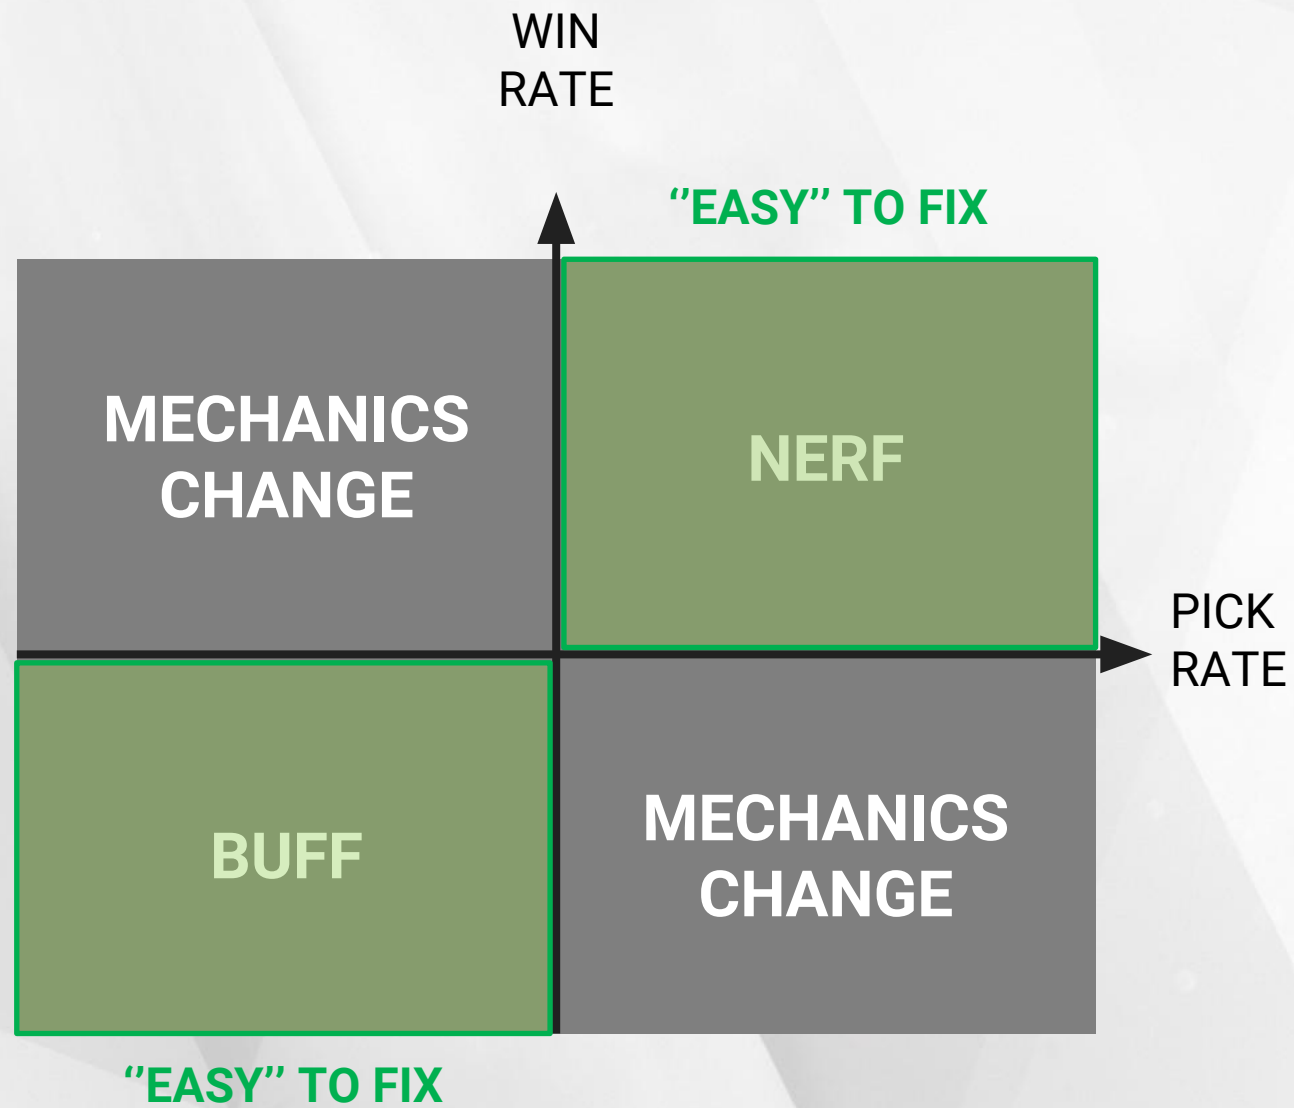 WIN
RATE
‘’EASY’’ TO FIX
MECHANICS
CHANGE
NERF
PICK
RATE
BUFF
MECHANICS
CHANGE
‘’EASY’’ TO FIX